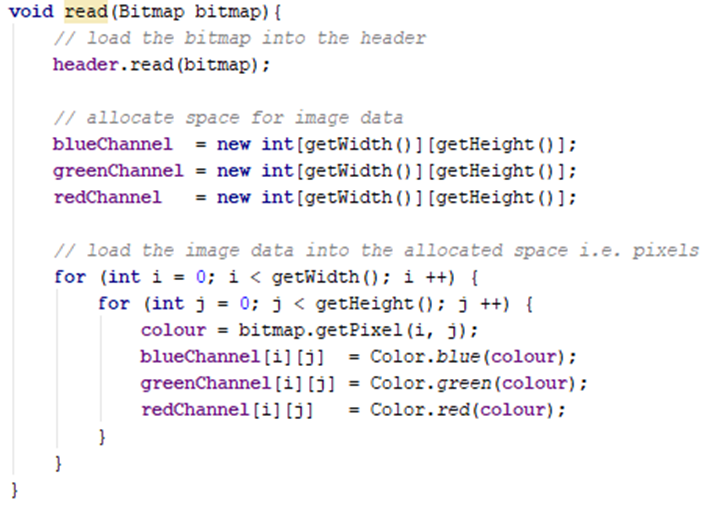 void read(Bitmap bitmap){
    // load the bitmap into the header
    header.read(bitmap);

    // allocate space for image data
    blueChannel  = new int[getWidth()][getHeight()];
    greenChannel = new int[getWidth()][getHeight()];
    redChannel   = new int[getWidth()][getHeight()];

    // load the image data into the allocated space i.e. pixels
    for (int i = 0; i < getWidth(); i ++) {
        for (int j = 0; j < getHeight(); j ++) {
            colour = bitmap.getPixel(i, j);
            blueChannel[i][j]  = Color.blue(colour);
            greenChannel[i][j] = Color.green(colour);
            redChannel[i][j]   = Color.red(colour);
        }
    }
}